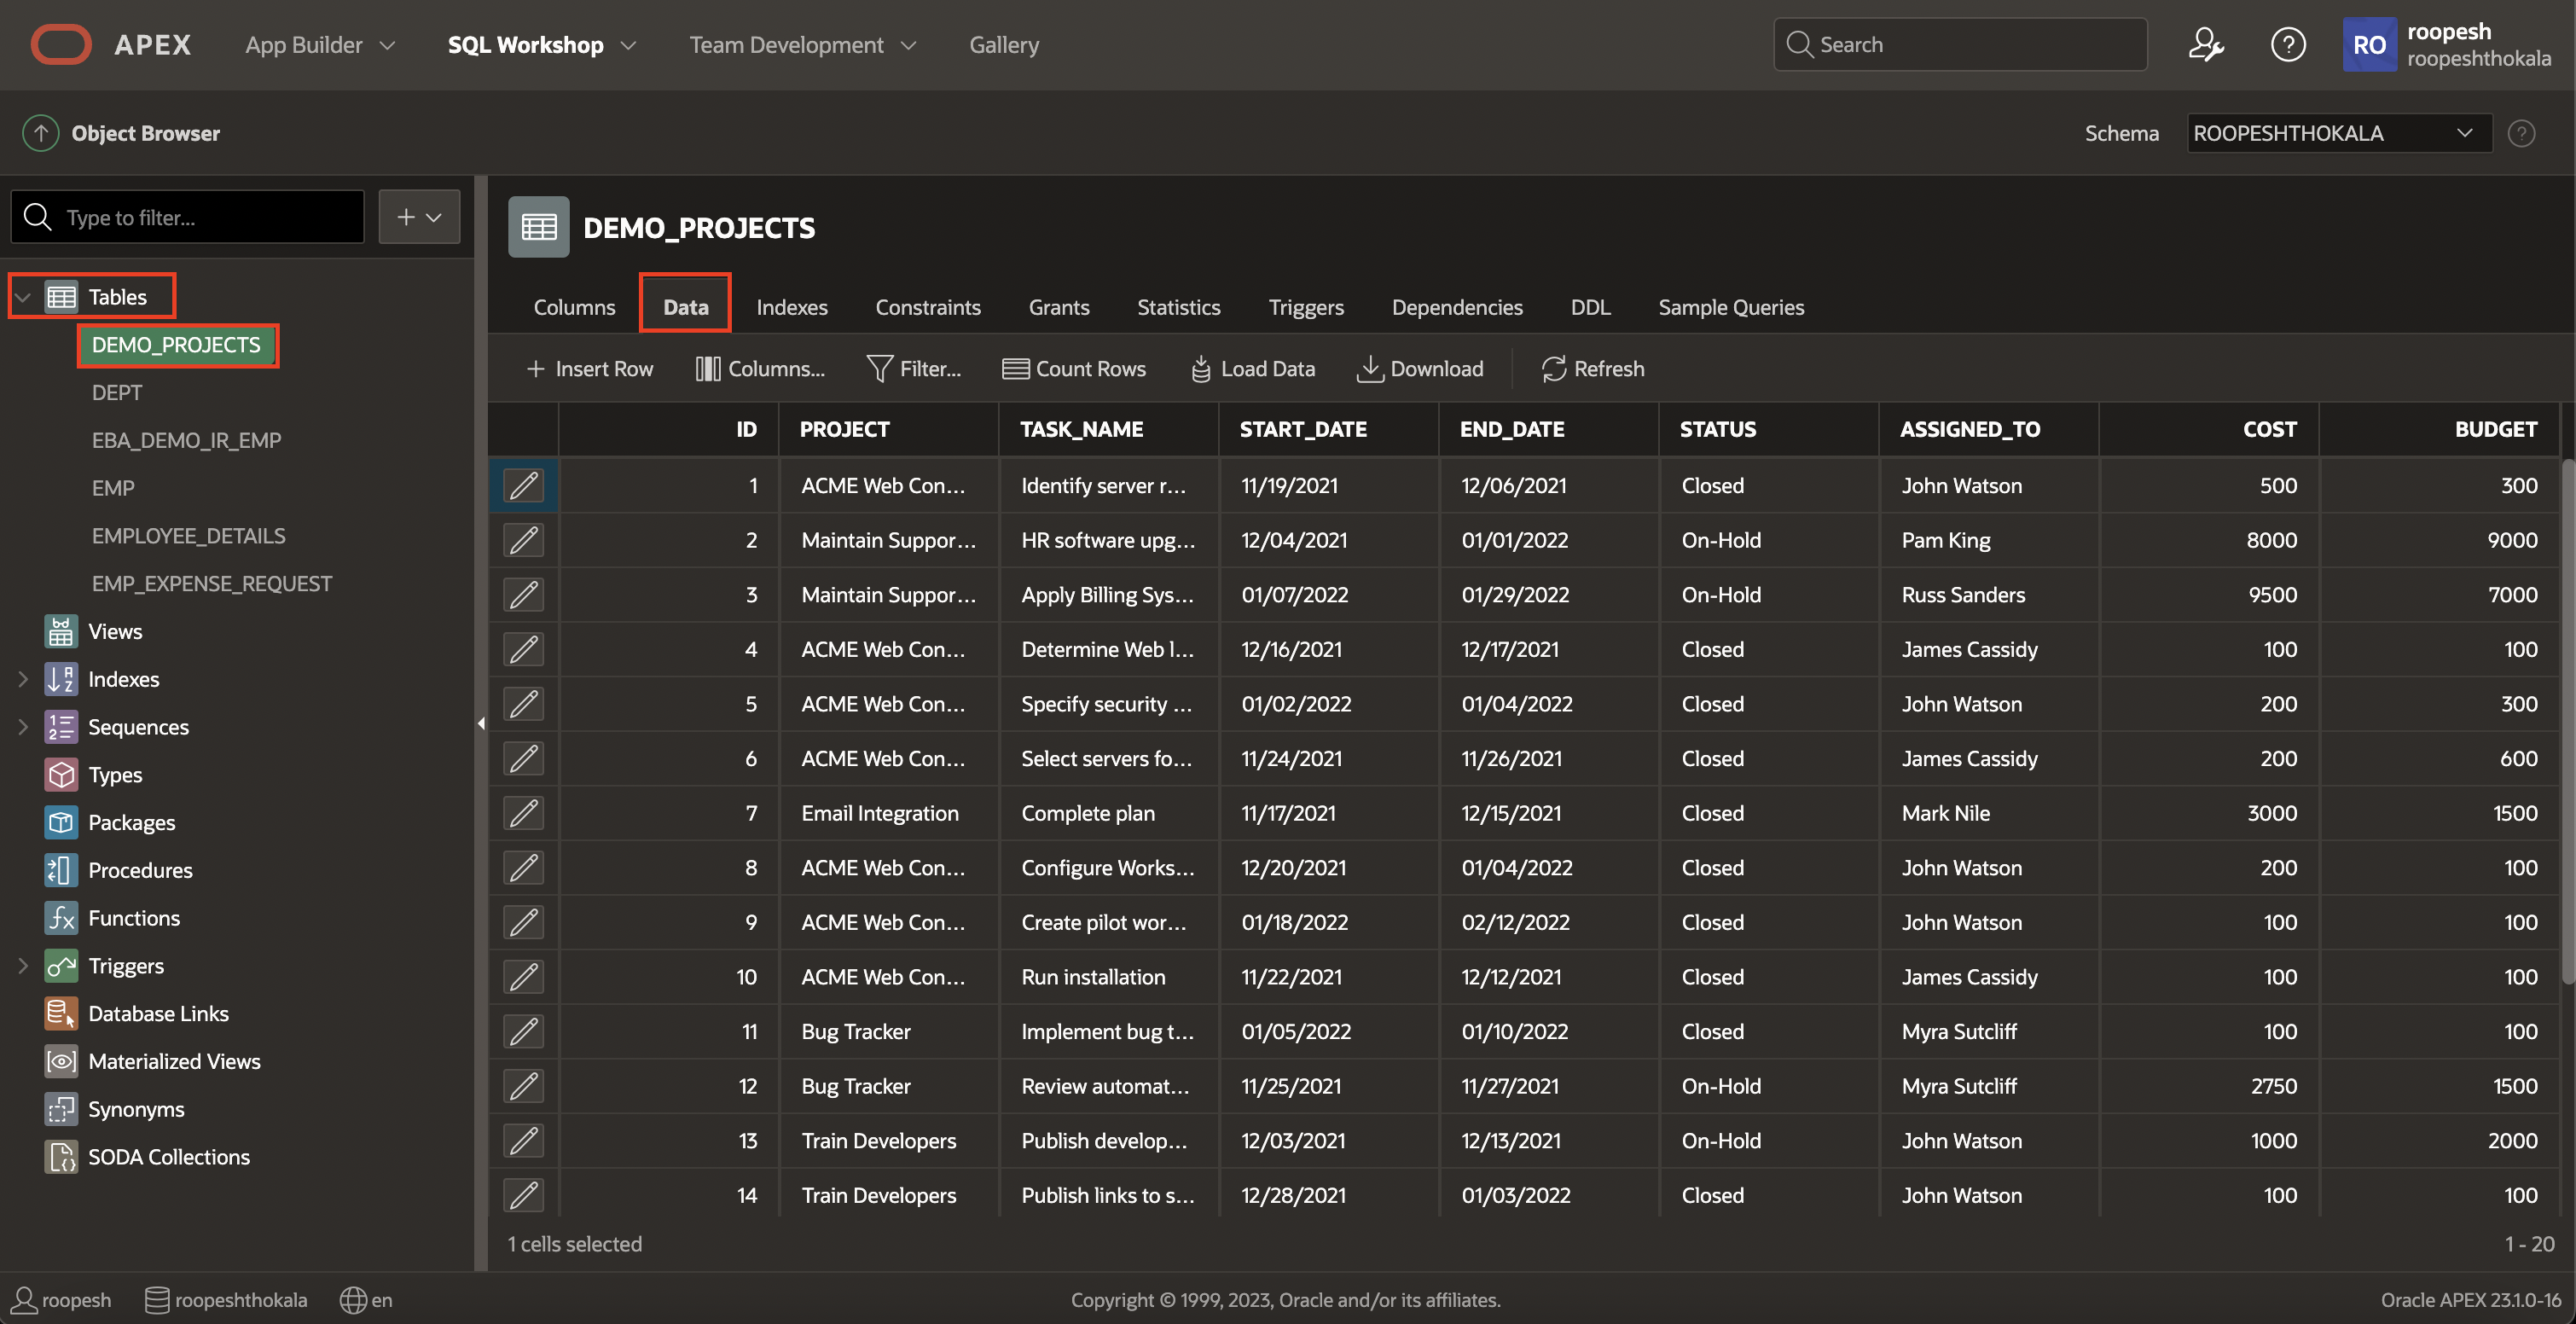 APEX App Builder SQL Workshop Team Development Gallery Search RO roopesh
roopeshthokala
Object Browser Schema ROOPESHTHOKALA
Type to filter...
Tables
DEMO_PROJECTS
DEPT
EBA_DEMO_IR_EMP
EMP
EMPLOYEE_DETAILS
EMP_EXPENSE_REQUEST
Views
Indexes
Sequences
Types
Packages
Procedures
Functions
Triggers
Database Links
Materialized Views
Synonyms
SODA Collections
DEMO_PROJECTS
Columns Data Indexes Constraints Grants Statistics Triggers Dependencies DDL Sample Queries
Insert Row Columns... Filter... Count Rows Load Data Download Refresh
ID PROJECT TASK_NAME START_DATE END_DATE STATUS ASSIGNED_TO COST BUDGET
1 ACME Web Con... Identify server r... 11/19/2021 12/06/2021 Closed John Watson 500 300
2 Maintain Suppor... HR software upg... 12/04/2021 01/01/2022 On-Hold Pam King 8000 9000
3 Maintain Suppor... Apply Billing Sys... 01/07/2022 01/29/2022 On-Hold Russ Sanders 9500 7000
4 ACME Web Con... Determine Web l... 12/16/2021 12/17/2021 Closed James Cassidy 100 100
5 ACME Web Con... Specify security ... 01/02/2022 01/04/2022 Closed John Watson 200 300
6 ACME Web Con... Select servers fo... 11/24/2021 11/26/2021 Closed James Cassidy 200 600
7 Email Integration Complete plan 11/17/2021 12/15/2021 Closed Mark Nile 3000 1500
8 ACME Web Con... Configure Works... 12/20/2021 01/04/2022 Closed John Watson 200 100
9 ACME Web Con... Create pilot wor... 01/18/2022 02/12/2022 Closed John Watson 100 100
10 ACME Web Con... Run installation 11/22/2021 12/12/2021 Closed James Cassidy 100 100
11 Bug Tracker Implement bug t... 01/05/2022 01/10/2022 Closed Myra Sutcliff 100 100
12 Bug Tracker Review automat... 11/25/2021 11/27/2021 On-Hold Myra Sutcliff 2750 1500
13 Train Developers Publish develop... 12/03/2021 12/13/2021 On-Hold John Watson 1000 2000
14 Train Developers Publish links to s... 12/28/2021 01/03/2022 Closed John Watson 100 100
1 cells selected 1 - 20
roopesh roopeshthokala en Copyright © 1999, 2023, Oracle and/or its affiliates. Oracle APEX 23.1.0-16